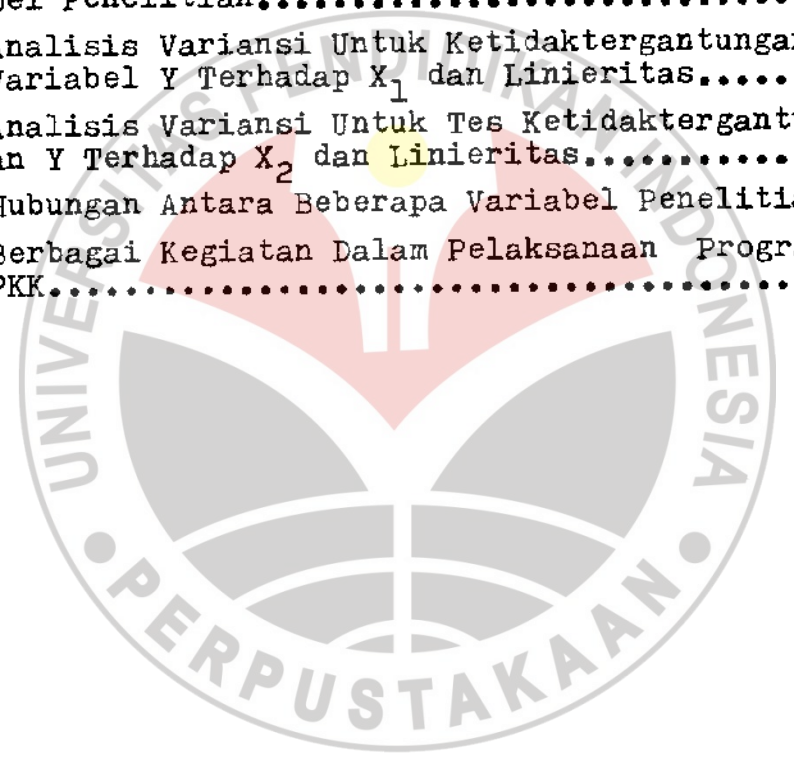 Analisis Variansi Untuk Ketidaktergantungan
Variabel Y Terhadap X1 dan Linieritas.....
Analisis Variansi Untuk Tes Ketidaktergant
an Y Terhadap X2 dan Linieritas...........
Hubungan Antara Beberapa Variabel Penelitia
Berbagai Kegiatan Dalam Pelaksanaan Progr
PKK.......................................
UNIVERSITAS PENDIDIKAN INDONESIA
PERPUSTAKAAN